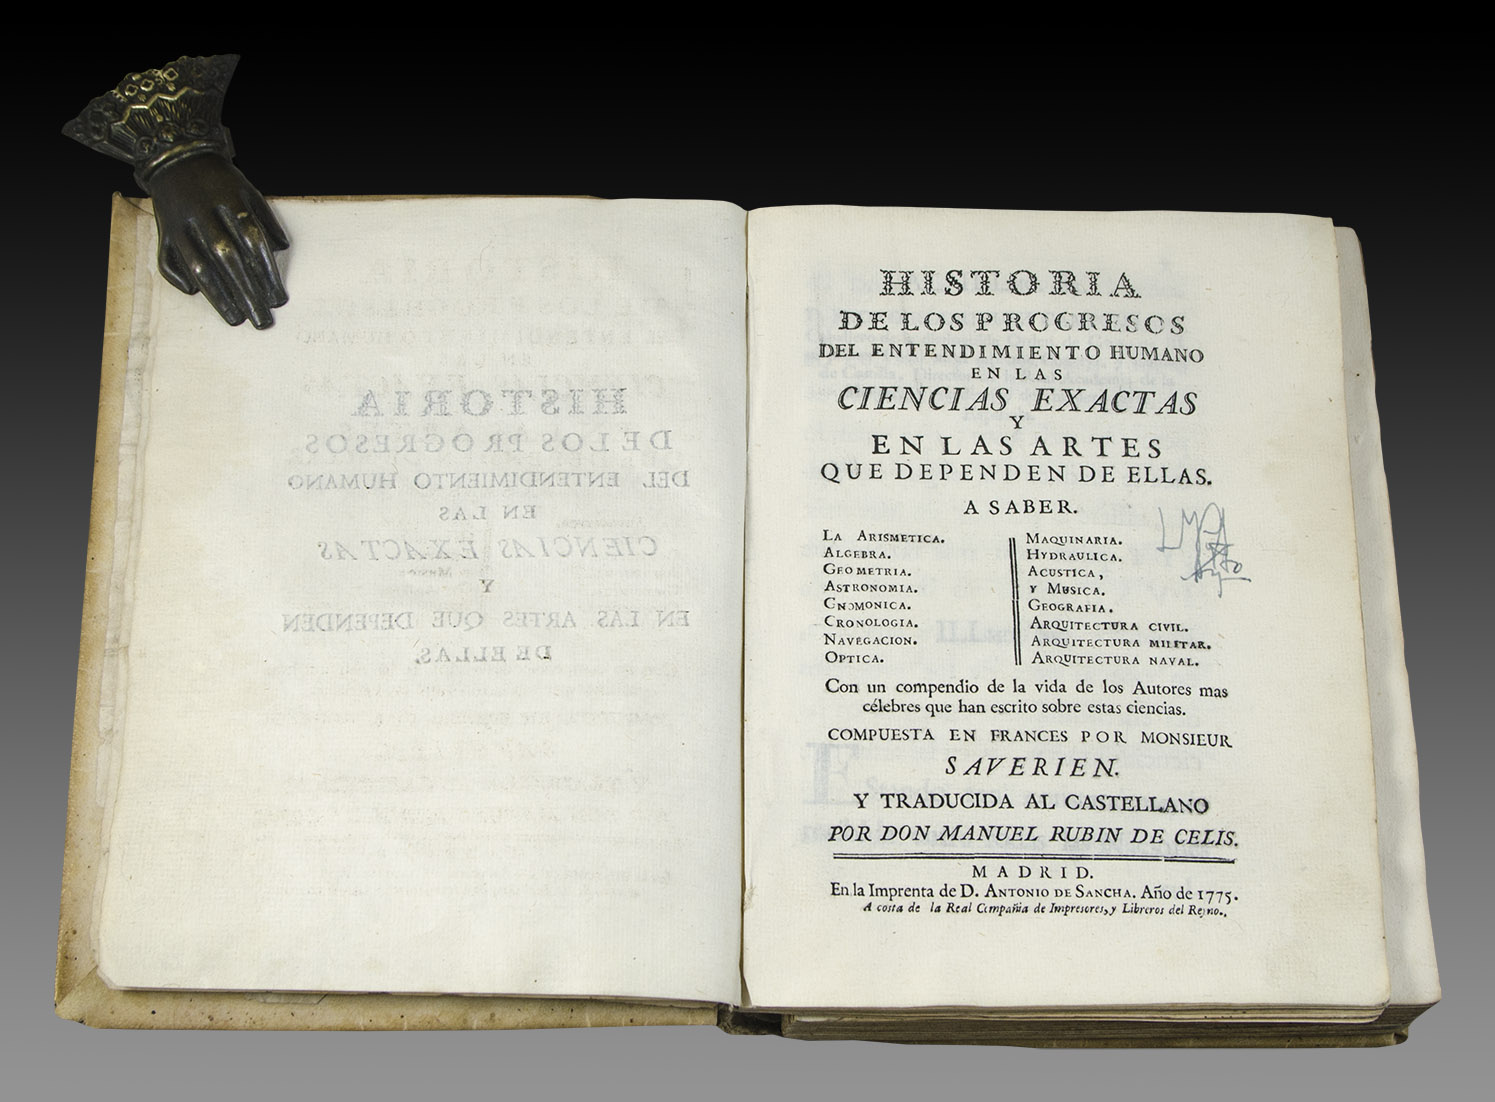 HISTORIA
DE LOS PROGRESOS
DEL ENTENDIMIENTO HUMANO
EN LAS
CIENCIAS EXACTAS
Y
EN LAS ARTES
QUE DEPENDEN DE ELLAS.
A SABER.
LA ARISMETICA.
ALGEBRA.
GEOMETRIA.
ASTRONOMIA.
GNOMONICA.
CRONOLOGIA.
NAVEGACION.
OPTICA.
MAQUINARIA.
HYDRAULICA.
ACUSTICA,
Y MUSICA.
GEOGRAFIA.
ARQUITECTURA CIVIL.
ARQUITECTURA MILITAR.
ARQUITECTURA NAVAL.
Con un compendio de la vida de los Autores mas
célebres que han escrito sobre estas ciencias.
COMPUESTA EN FRANCES POR MONSIEUR
SAVERIEN.
Y TRADUCIDA AL CASTELLANO
POR DON MANUEL RUBIN DE CELIS.
MADRID.
En la Imprenta de D. ANTONIO DE SANCHA. Año de 1775.
A costa de la Real Compañia de Impresores, y Libreros del Reyno.